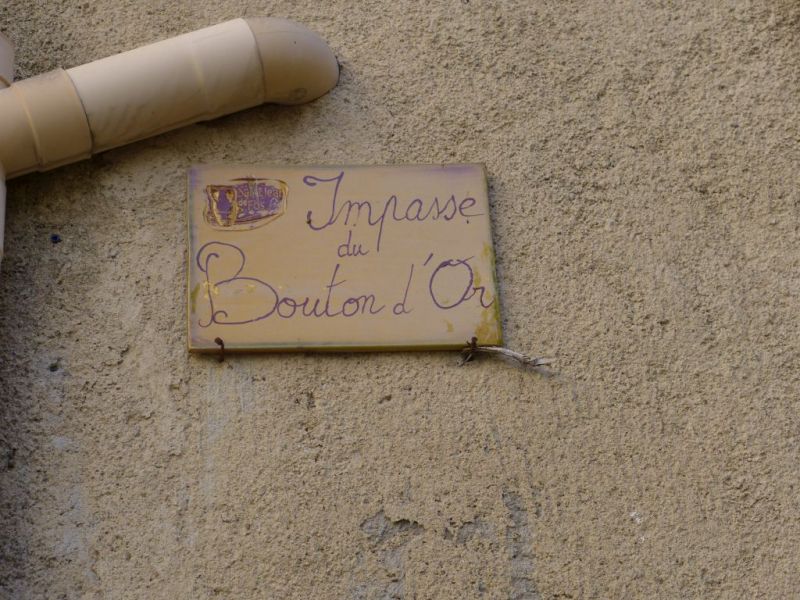 Impasse
du
Bouton d'Or